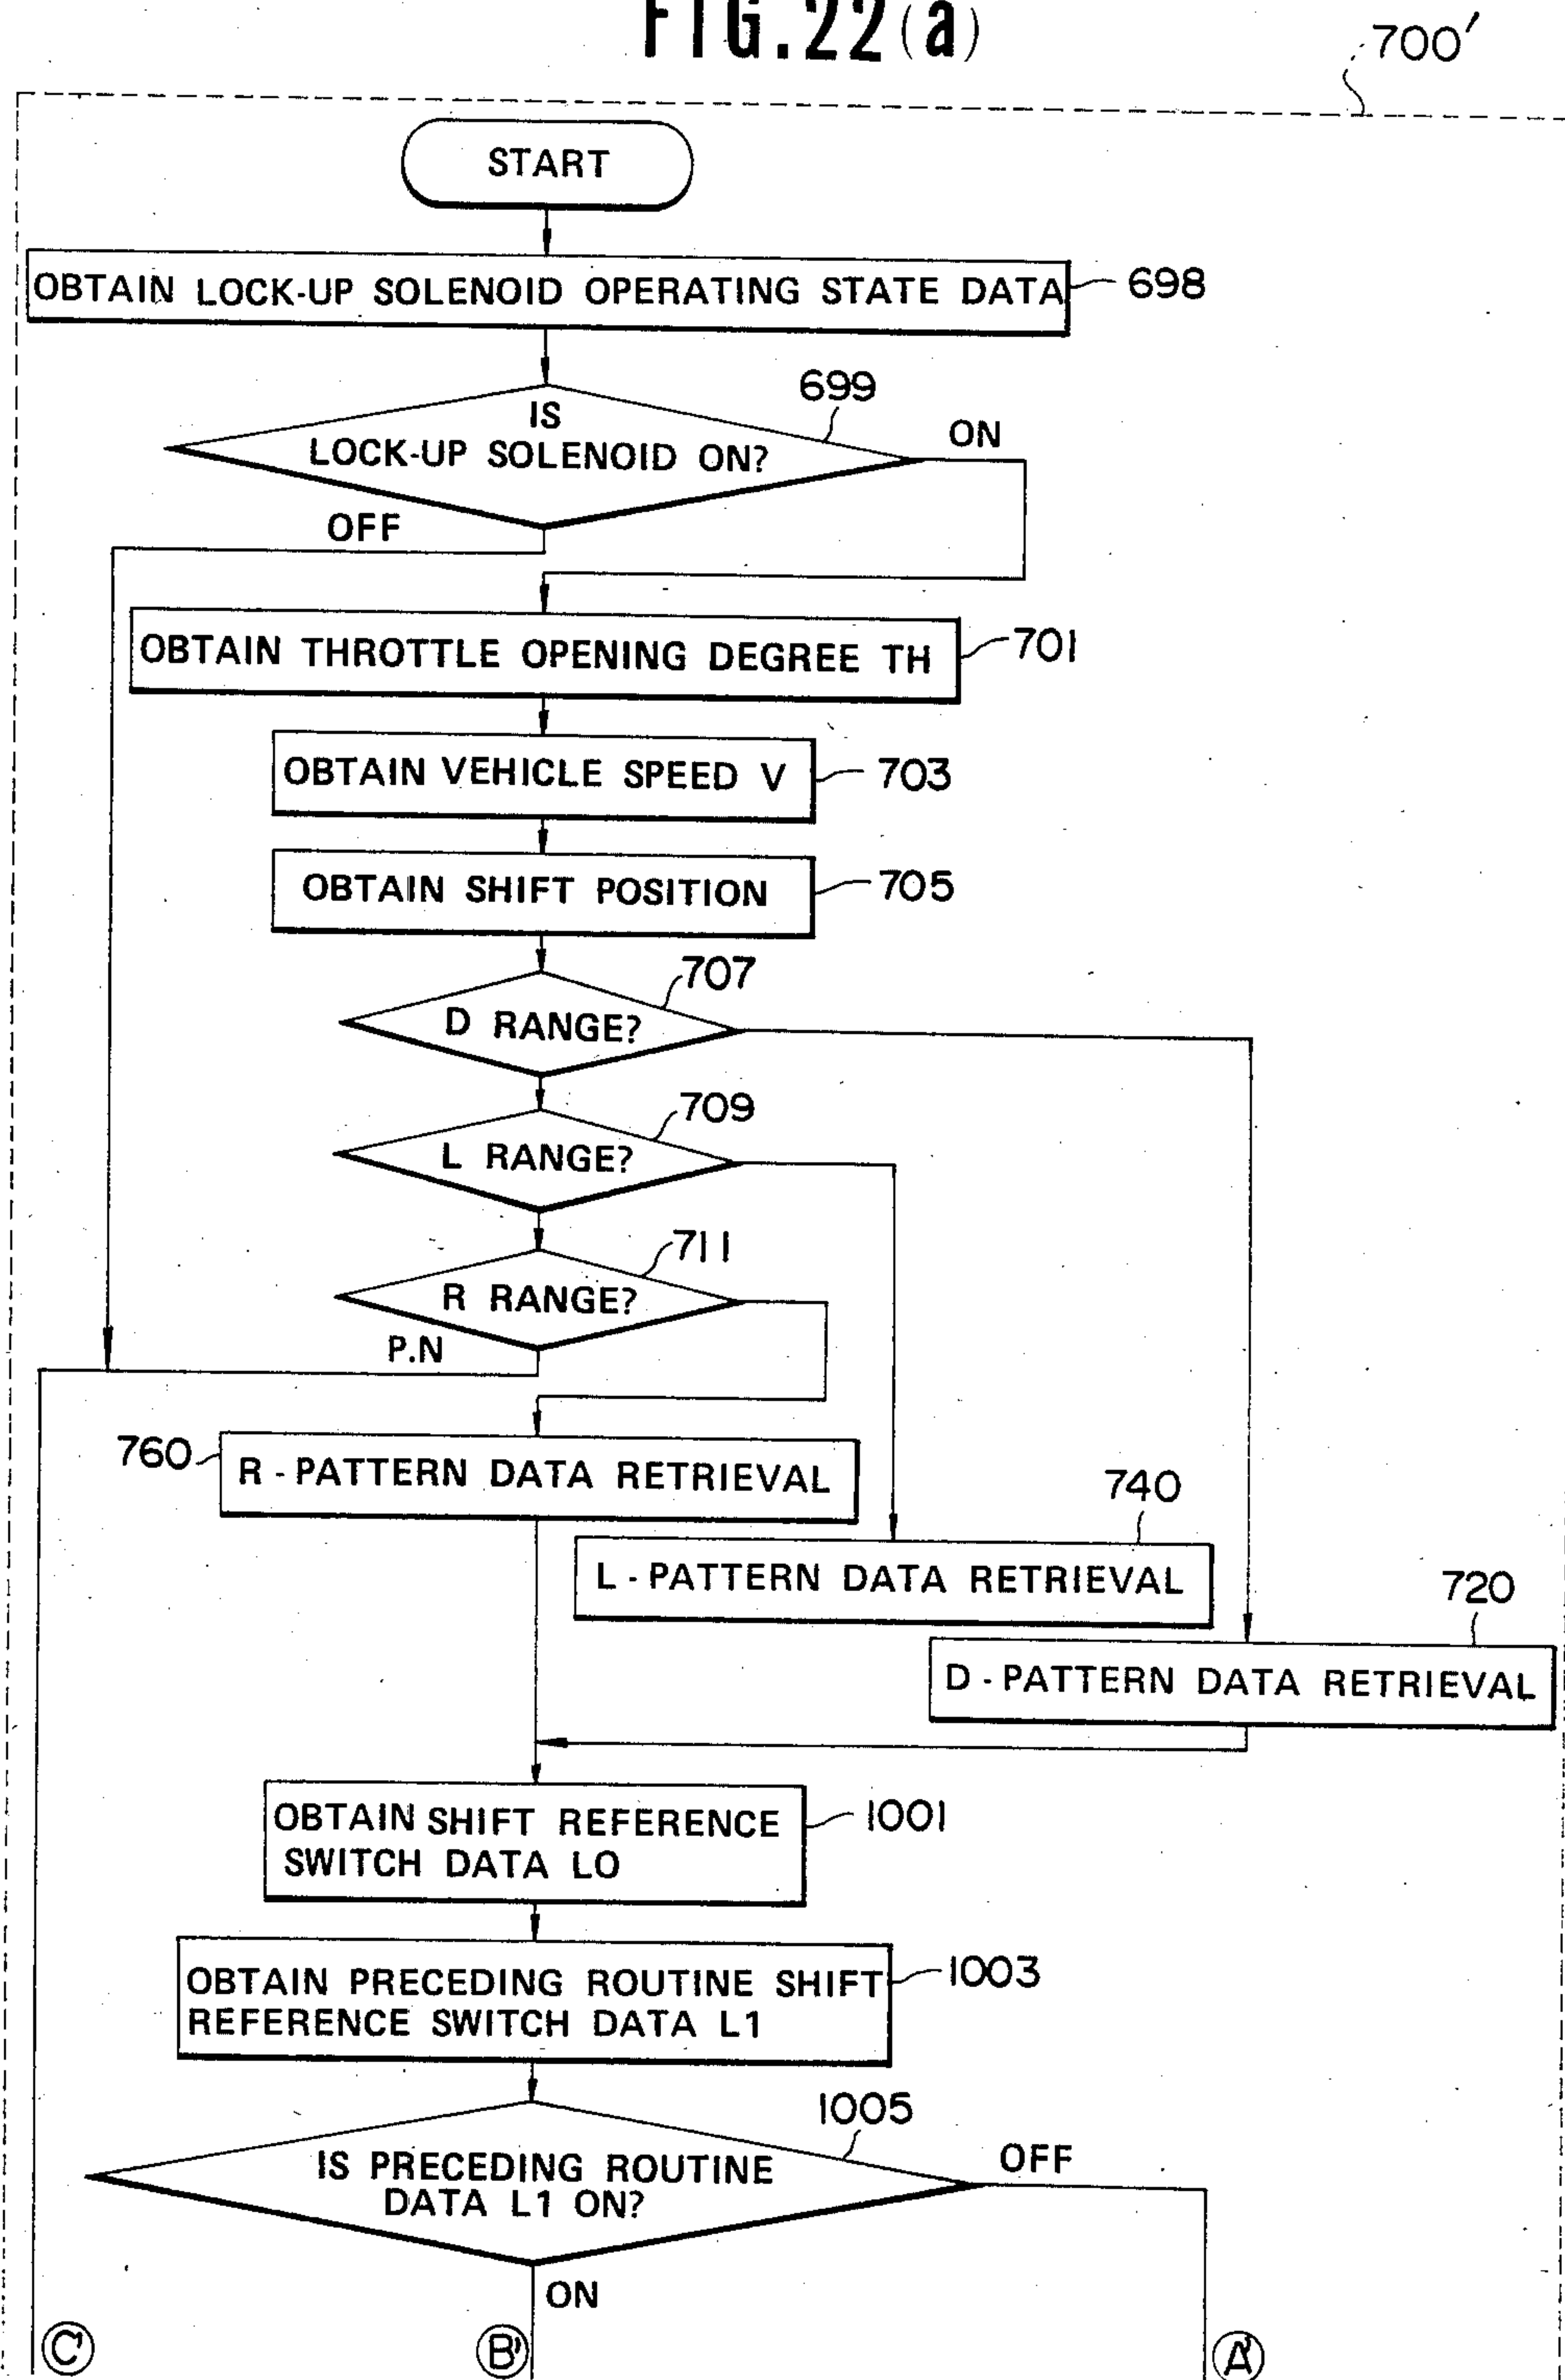 FIG.22(a)
700'
START
OBTAIN LOCK-UP SOLENOID OPERATING STATE DATA
698
699
IS
LOCK-UP SOLENOID ON?
ON
OFF
OBTAIN THROTTLE OPENING DEGREE TH
701
OBTAIN VEHICLE SPEED V
703
OBTAIN SHIFT POSITION
705
707
D RANGE?
709
L RANGE?
711
R RANGE?
P.N
760
R-PATTERN DATA RETRIEVAL
740
L-PATTERN DATA RETRIEVAL
720
D-PATTERN DATA RETRIEVAL
OBTAIN SHIFT REFERENCE
SWITCH DATA L0
1001
OBTAIN PRECEDING ROUTINE SHIFT
REFERENCE SWITCH DATA L1
1003
1005
IS PRECEDING ROUTINE
DATA L1 ON?
OFF
ON
C'
B'
A'